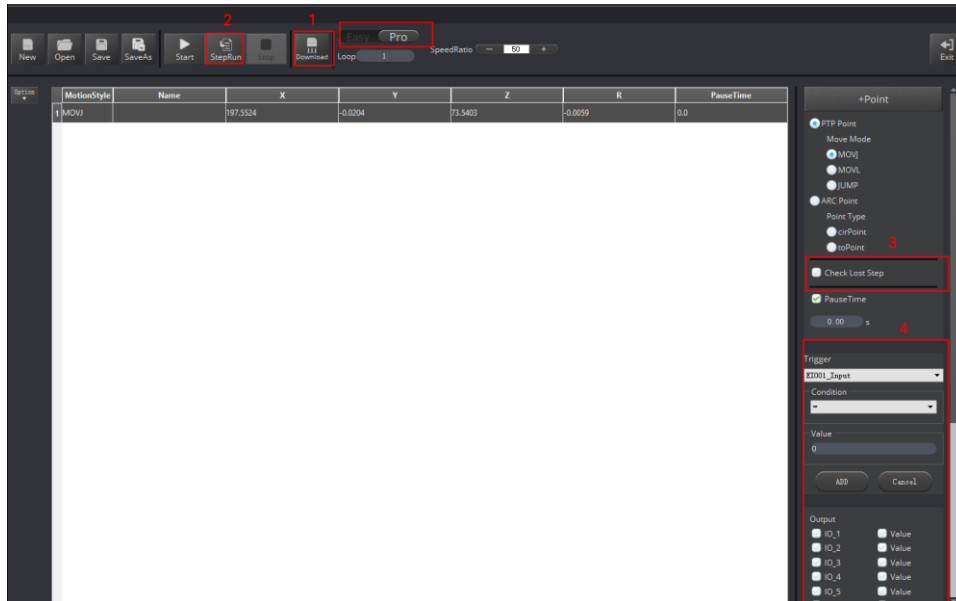 2
1
Easy Pro
New Open Save SaveAs Start StepRun Stop Download Loop 1 SpeedRatio — 50 + Exit
Option
MotionStyle Name X Y Z R PauseTime
1 MOVJ 197.5524 -0.0204 73.5403 -0.0059 0.0
+Point
PTP Point
Move Mode
MOVJ
MOVL
JUMP
ARC Point
Point Type
cirPoint
toPoint
3
Check Lost Step
PauseTime
0.00 s
4
Trigger
EIO01_Input
Condition
=
Value
0
ADD Cancel
Output
IO_1 Value
IO_2 Value
IO_3 Value
IO_4 Value
IO_5 Value